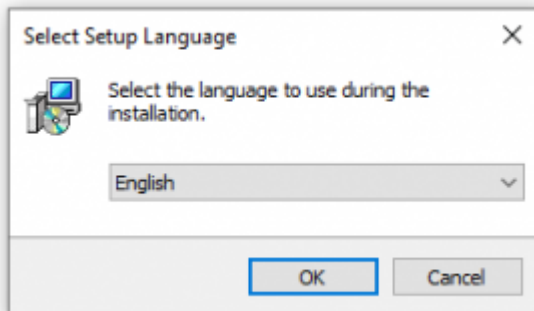 Select Setup Language
Select the language to use during the
installation.
English
OK
Cancel